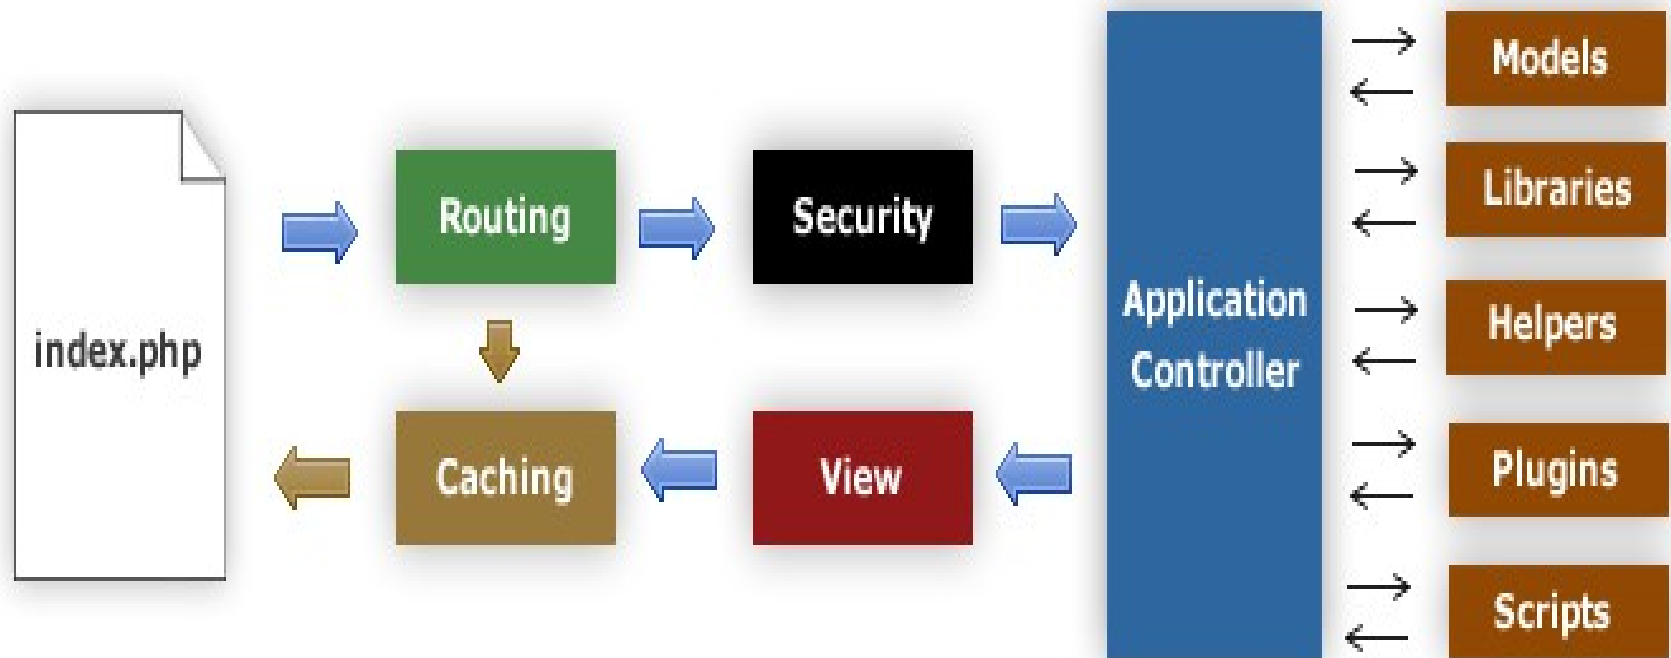 index.php
Routing
Security
Caching
View
Application
Controller
Models
Libraries
Helpers
Plugins
Scripts